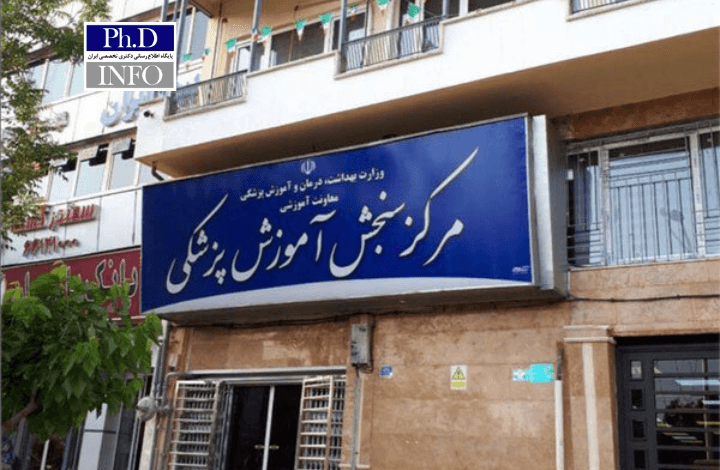 Ph.D
INFO
پایگاه اطلاع رسانی دکتری تخصصی ایران
وزارت بهداشت، درمان و آموزش پزشکی
معاونت آموزشی
مرکز سنجش آموزش پزشکی
بانک